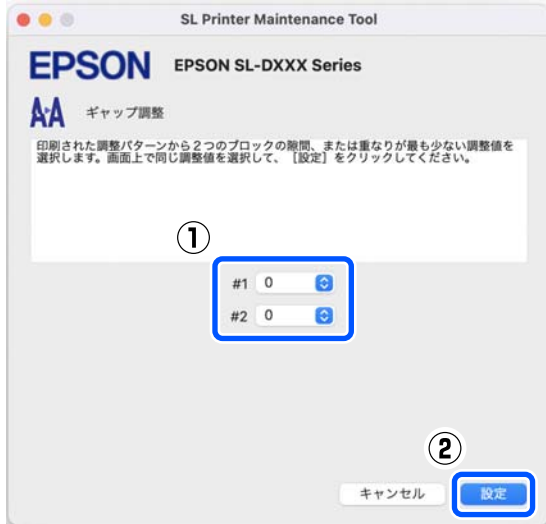 SL Printer Maintenance Tool
EPSON EPSON SL-DXXX Series
A▸A ギャップ調整
印刷された調整パターンから2つのブロックの隙間、または重なりが最も少ない調整値を
選択します。画面上で同じ調整値を選択して、［設定］をクリックしてください。
①
#1 0
#2 0
②
キャンセル 設定